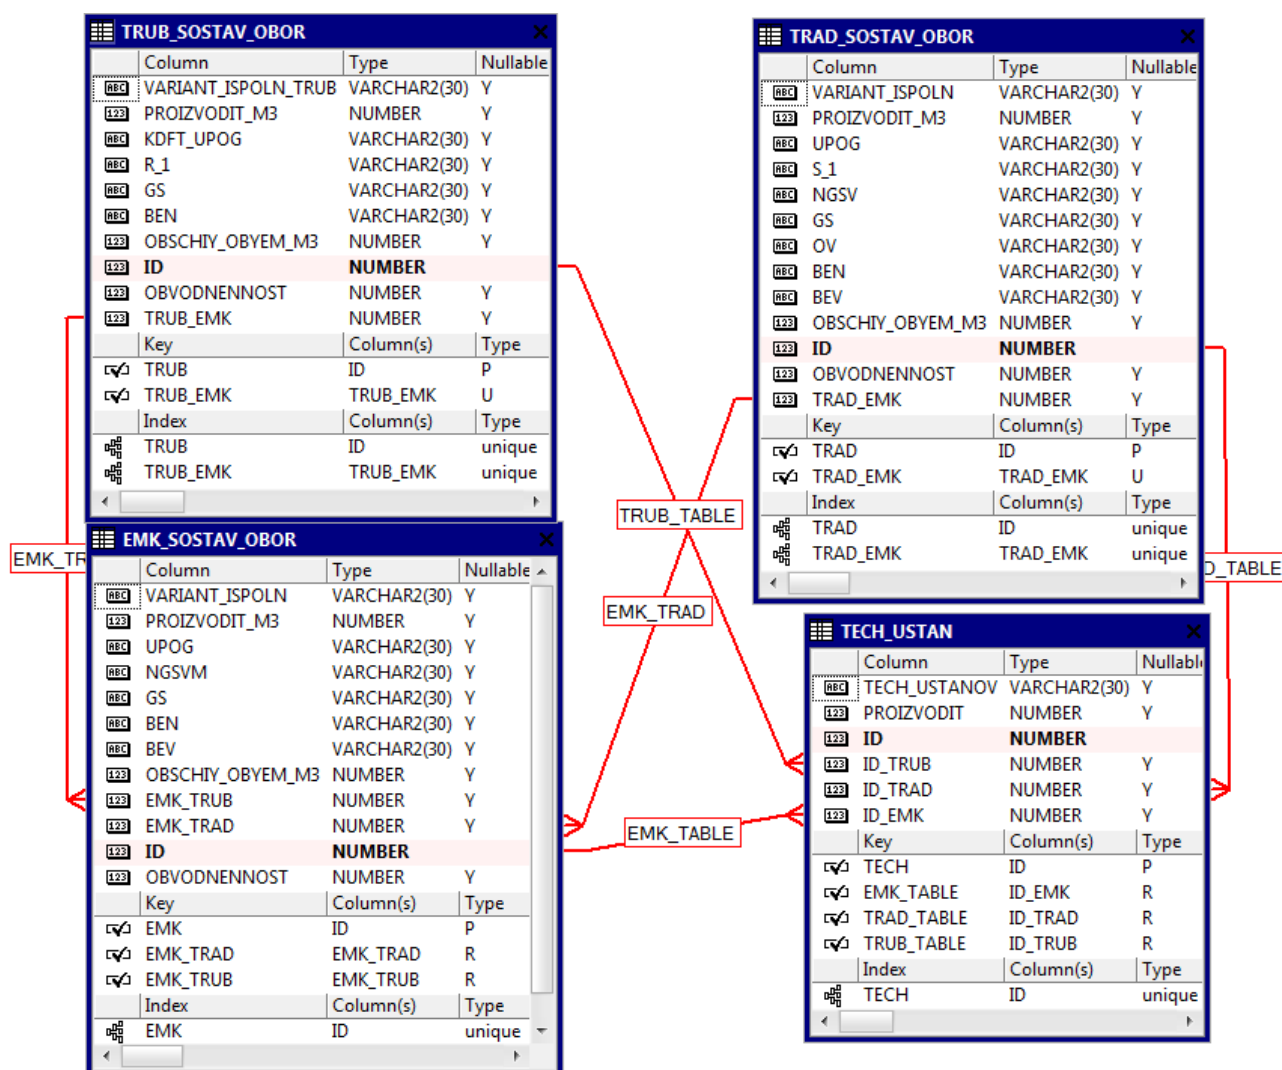 TRUB_SOSTAV_OBOR
Column Type Nullable
VARIANT_ISPOLN_TRUB VARCHAR2(30) Y
PROIZVODIT_M3 NUMBER Y
KDFT_UPOG VARCHAR2(30) Y
R_1 VARCHAR2(30) Y
GS VARCHAR2(30) Y
BEN VARCHAR2(30) Y
OBSCHIY_OBYEM_M3 NUMBER Y
ID NUMBER
OBVODNENNOST NUMBER Y
TRUB_EMK NUMBER Y
Key Column(s) Type
TRUB ID P
TRUB_EMK TRUB_EMK U
Index Column(s) Type
TRUB ID unique
TRUB_EMK TRUB_EMK unique
TRAD_SOSTAV_OBOR
Column Type Nullable
VARIANT_ISPOLN VARCHAR2(30) Y
PROIZVODIT_M3 NUMBER Y
UPOG VARCHAR2(30) Y
S_1 VARCHAR2(30) Y
NGSV VARCHAR2(30) Y
GS VARCHAR2(30) Y
OV VARCHAR2(30) Y
BEN VARCHAR2(30) Y
BEV VARCHAR2(30) Y
OBSCHIY_OBYEM_M3 NUMBER Y
ID NUMBER
OBVODNENNOST NUMBER Y
TRAD_EMK NUMBER Y
Key Column(s) Type
TRAD ID P
TRAD_EMK TRAD_EMK U
Index Column(s) Type
TRAD ID unique
TRAD_EMK TRAD_EMK unique
TRUB_TABLE
EMK_TR
D_TABLE
EMK_TRAD
EMK_TABLE
EMK_SOSTAV_OBOR
Column Type Nullable
VARIANT_ISPOLN VARCHAR2(30) Y
PROIZVODIT_M3 NUMBER Y
UPOG VARCHAR2(30) Y
NGSVM VARCHAR2(30) Y
GS VARCHAR2(30) Y
BEN VARCHAR2(30) Y
BEV VARCHAR2(30) Y
OBSCHIY_OBYEM_M3 NUMBER Y
EMK_TRUB NUMBER Y
EMK_TRAD NUMBER Y
ID NUMBER
OBVODNENNOST NUMBER Y
Key Column(s) Type
EMK ID P
EMK_TRAD EMK_TRAD R
EMK_TRUB EMK_TRUB R
Index Column(s) Type
EMK ID unique
TECH_USTAN
Column Type Nullabl
TECH_USTANOV VARCHAR2(30) Y
PROIZVODIT NUMBER Y
ID NUMBER
ID_TRUB NUMBER Y
ID_TRAD NUMBER Y
ID_EMK NUMBER Y
Key Column(s) Type
TECH ID P
EMK_TABLE ID_EMK R
TRAD_TABLE ID_TRAD R
TRUB_TABLE ID_TRUB R
Index Column(s) Type
TECH ID unique